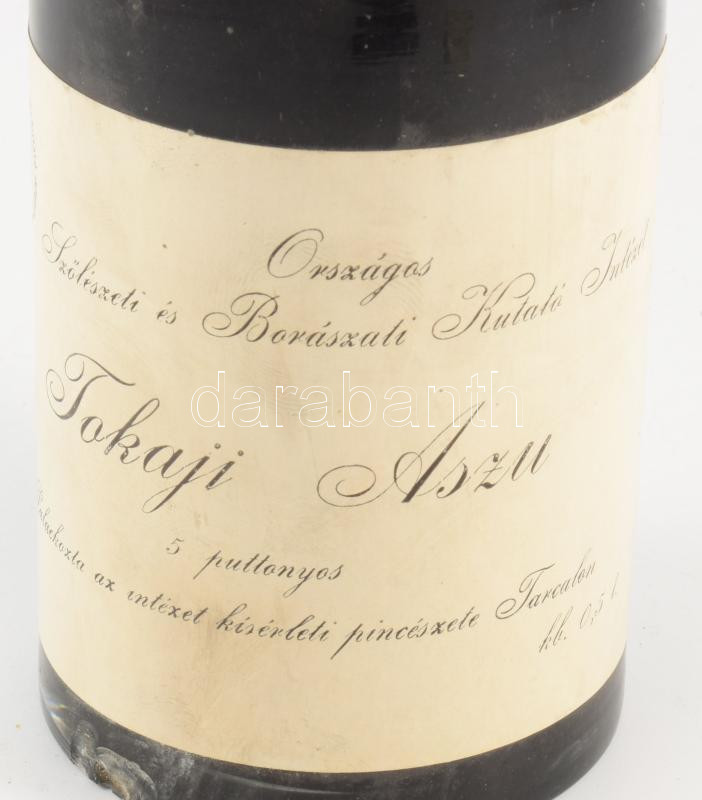 Országos
Szőlészeti és Borászati Kutató Intézet
Tokaji Aszu
5 puttonyos
Palackozta az intézet kísérleti pincészete Tarcalon
kb. 0,5 l.
darabanth